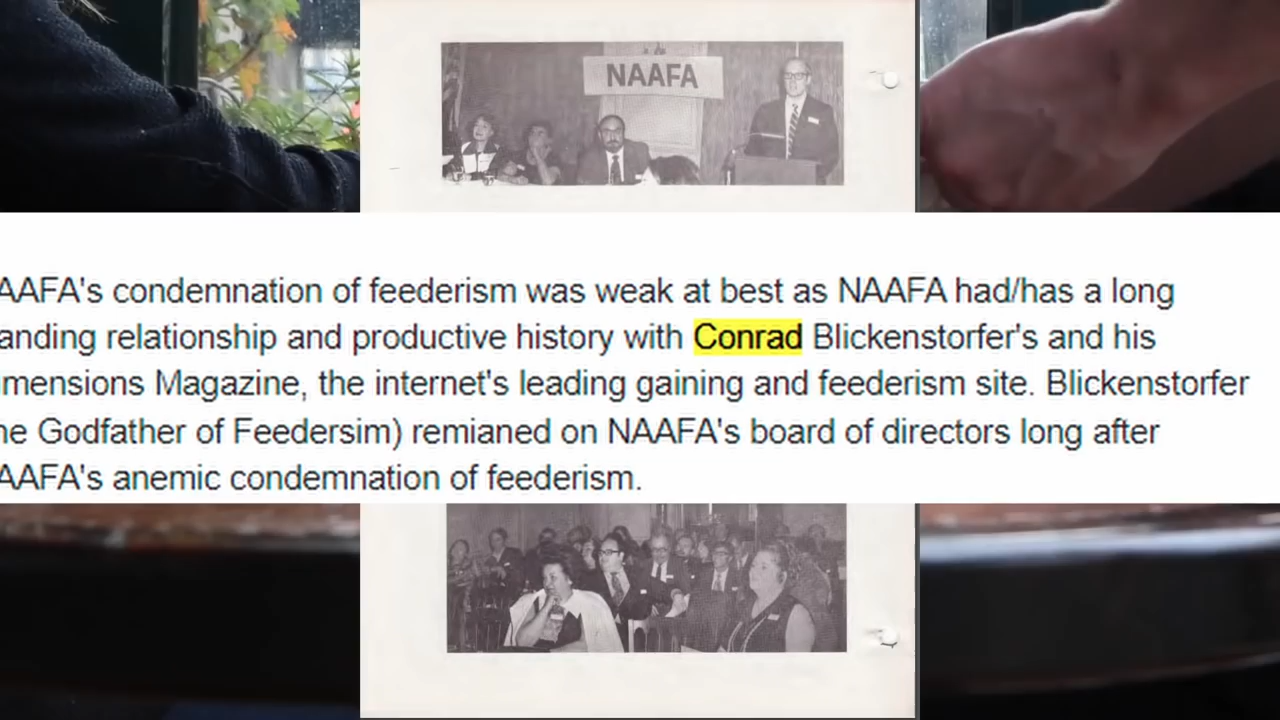 NAAFA
AAFA's condemnation of feederism was weak at best as NAAFA had/has a long
anding relationship and productive history with Conrad Blickenstorfer's and his
mensions Magazine, the internet's leading gaining and feederism site. Blickenstorfer
he Godfather of Feedersim) remianed on NAAFA's board of directors long after
AAFA's anemic condemnation of feederism.